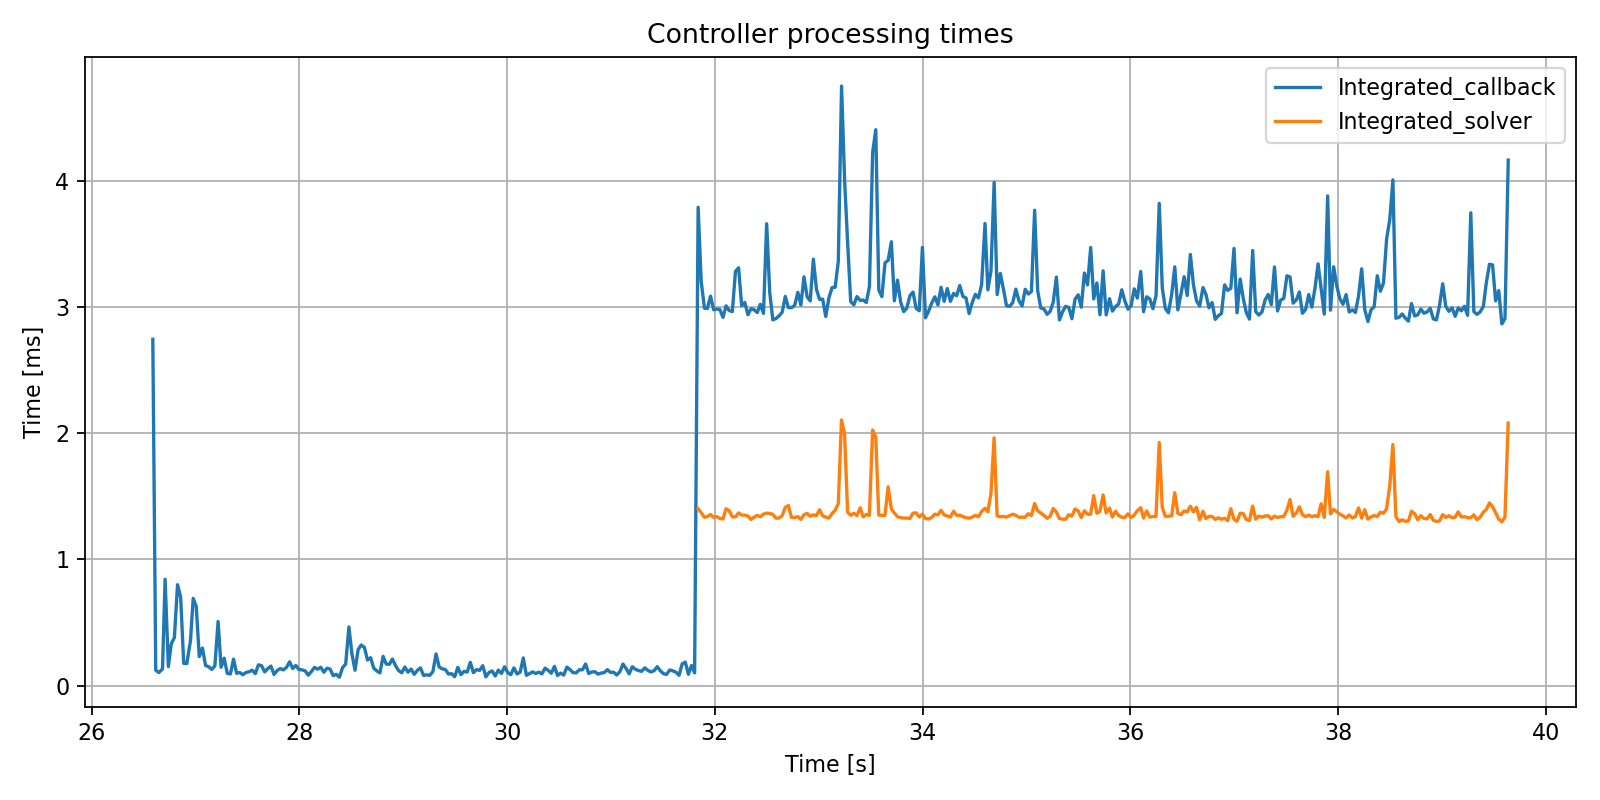 Controller processing times
Integrated_callback
Integrated_solver
Time [ms]
4
3
2
1
0
26 28 30 32 34 36 38 40
Time [s]